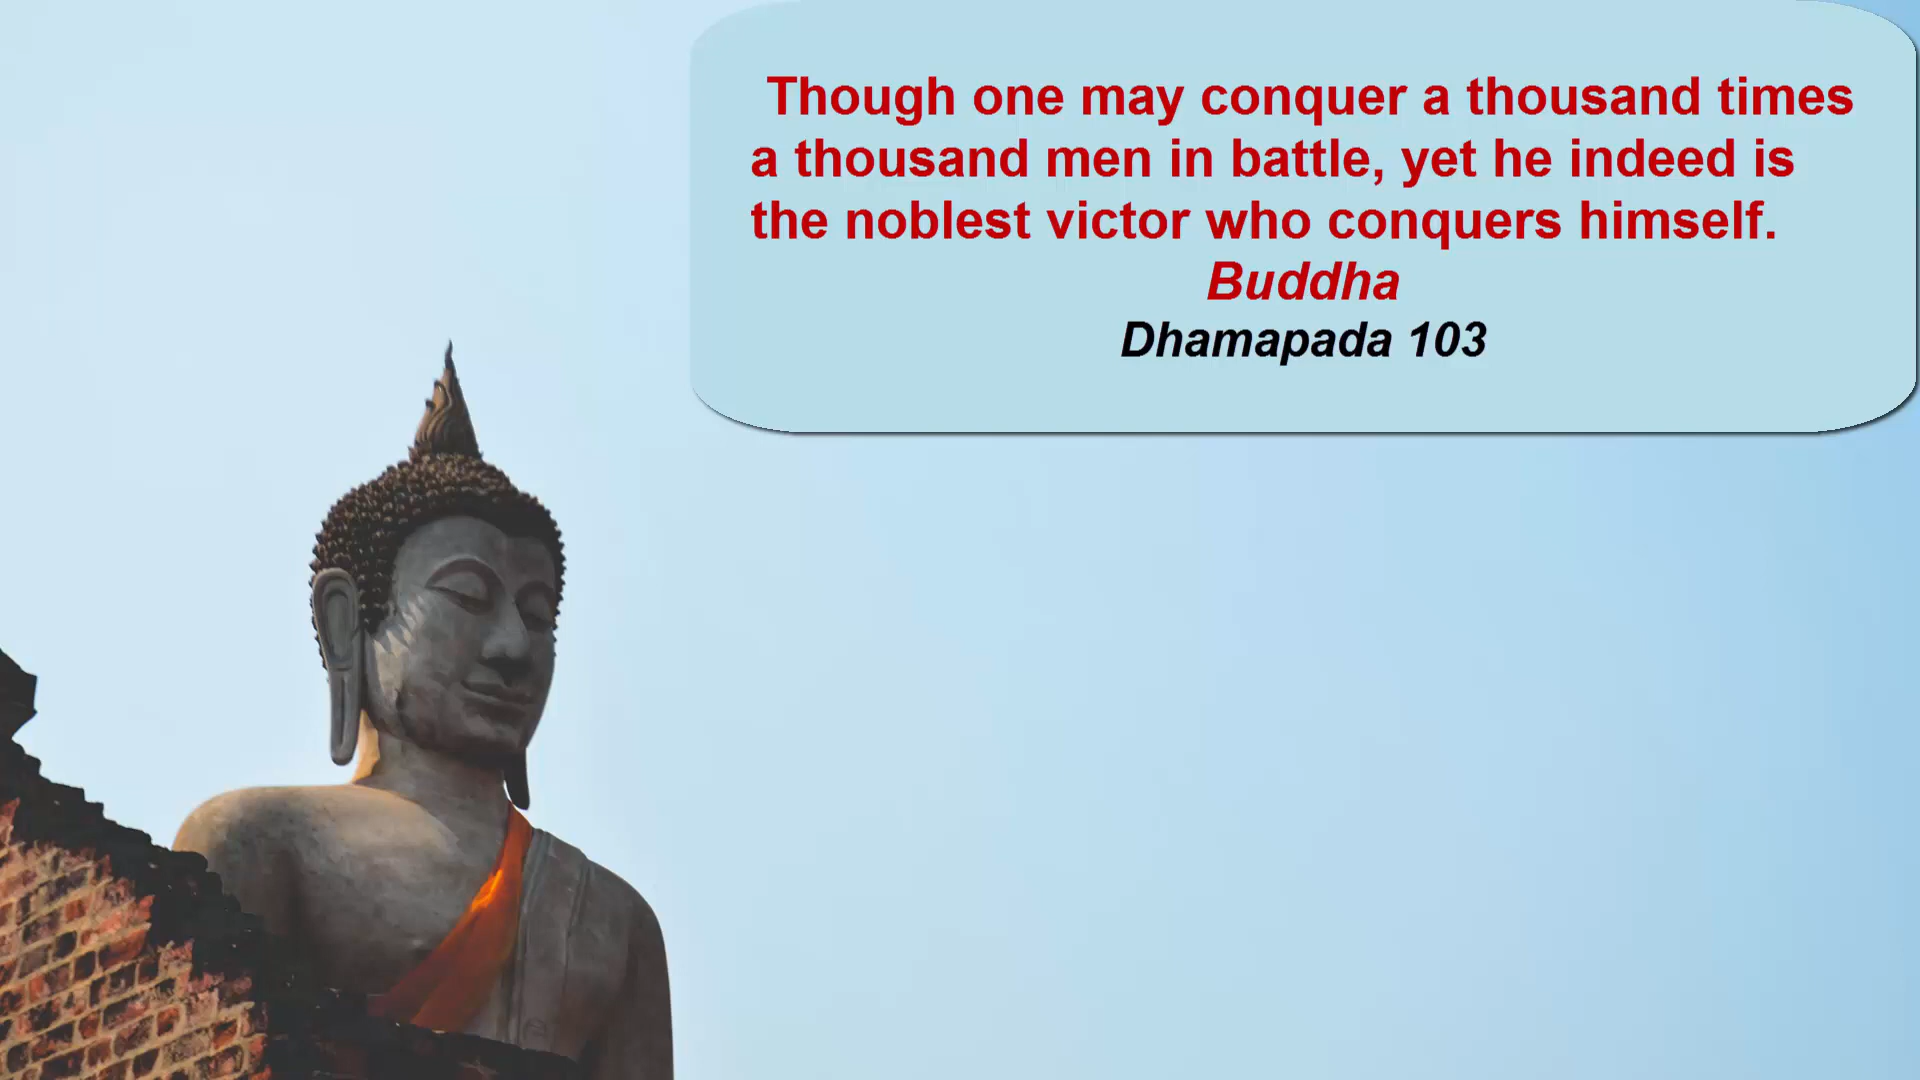 Though one may conquer a thousand times
a thousand men in battle, yet he indeed is
the noblest victor who conquers himself.
Buddha
Dhamapada 103